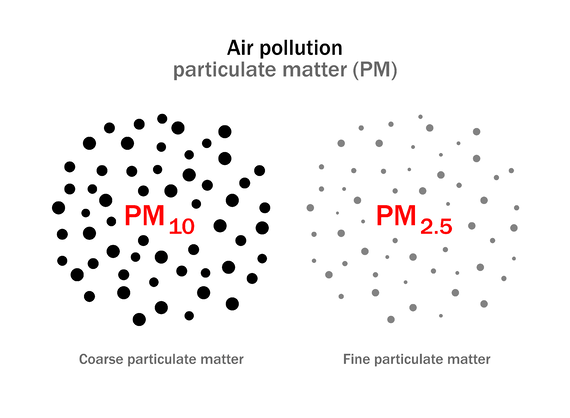 Air pollution
particulate matter (PM)
PM10
PM2.5
Coarse particulate matter
Fine particulate matter